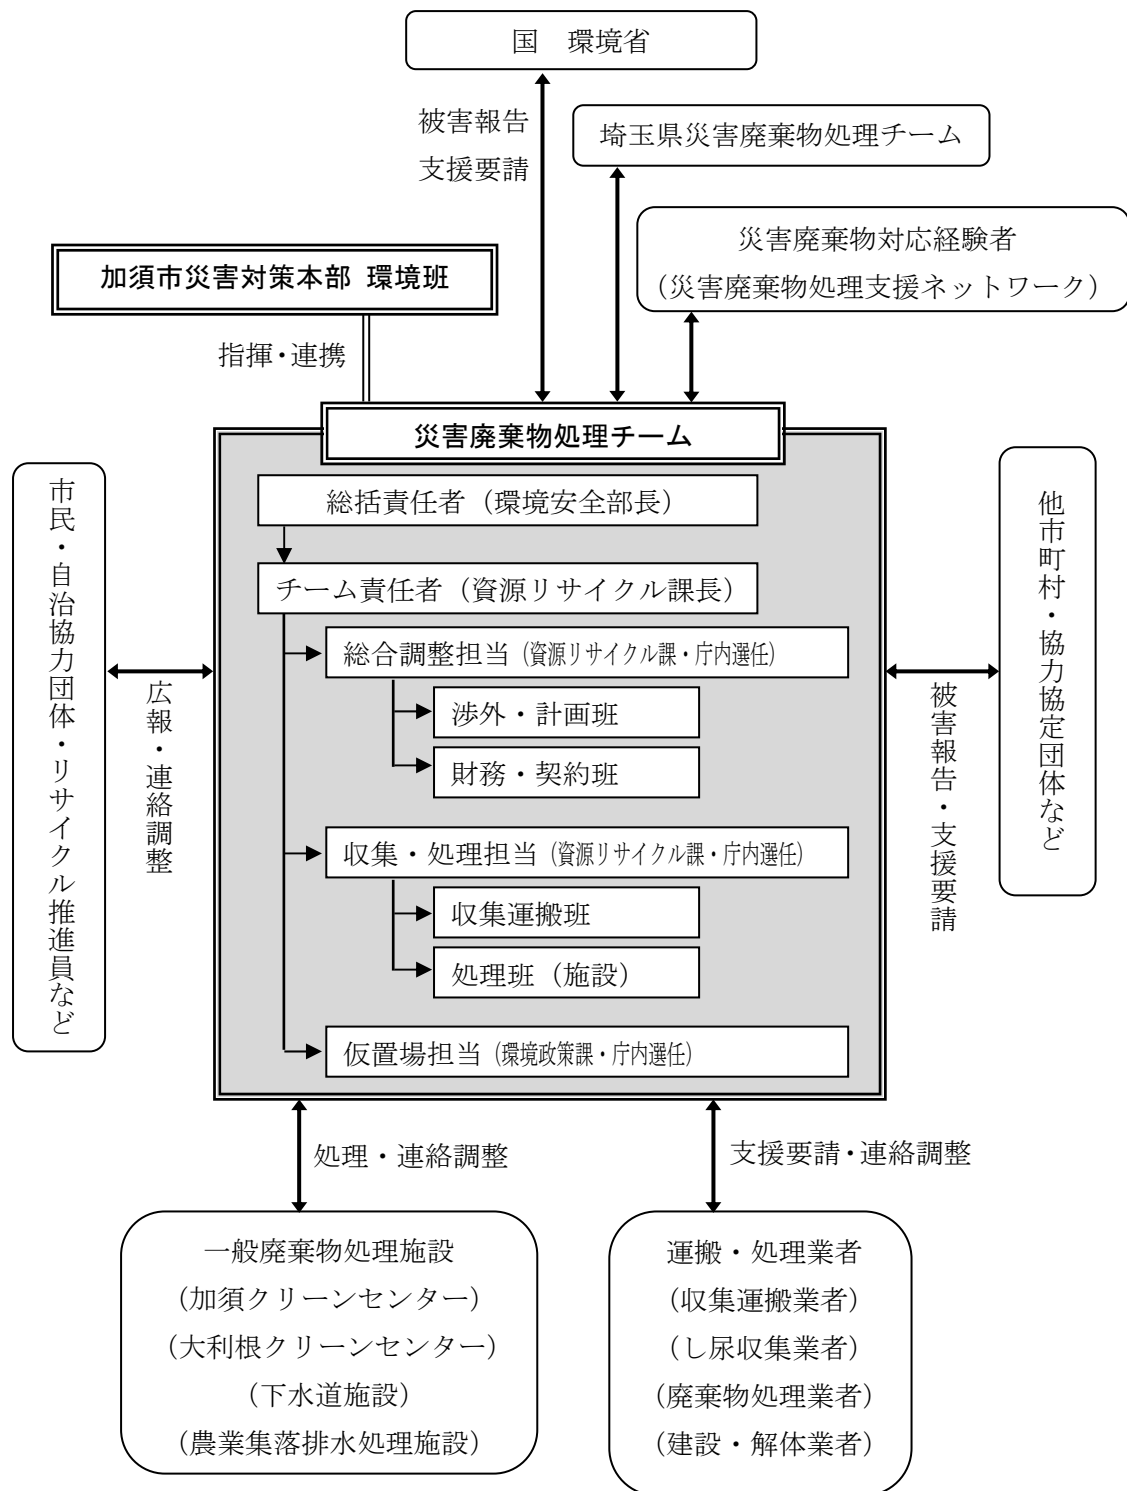 国　環境省
被害報告
支援要請
埼玉県災害廃棄物処理チーム
災害廃棄物対応経験者
（災害廃棄物処理支援ネットワーク）
加須市災害対策本部 環境班
指揮・連携
災害廃棄物処理チーム
総括責任者（環境安全部長）
チーム責任者（資源リサイクル課長）
総合調整担当（資源リサイクル課・庁内選任）
渉外・計画班
財務・契約班
収集・処理担当（資源リサイクル課・庁内選任）
収集運搬班
処理班（施設）
仮置場担当（環境政策課・庁内選任）
市民・自治協力団体・リサイクル推進員など
広報・連絡調整
被害報告・支援要請
他市町村・協力協定団体など
処理・連絡調整
支援要請・連絡調整
一般廃棄物処理施設
（加須クリーンセンター）
（大利根クリーンセンター）
（下水道施設）
（農業集落排水処理施設）
運搬・処理業者
（収集運搬業者）
（し尿収集業者）
（廃棄物処理業者）
（建設・解体業者）